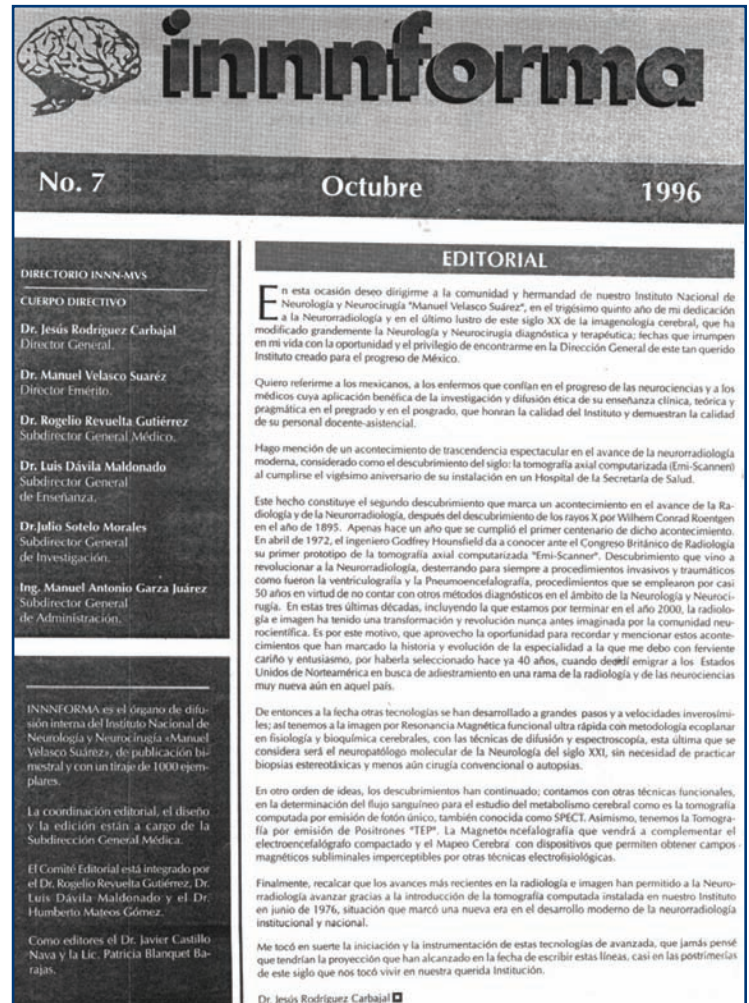 innnforma
No. 7 Octubre 1996
DIRECTORIO INNN-MVS
CUERPO DIRECTIVO
Dr. Jesús Rodríguez Carbajal
Director General.
Dr. Manuel Velasco Suaréz
Director Emérito.
Dr. Rogelio Revuelta Gutiérrez
Subdirector General Médico.
Dr. Luis Dávila Maldonado
Subdirector General
de Enseñanza.
Dr.Julio Sotelo Morales
Subdirector General
de Investigación.
Ing. Manuel Antonio Garza Juárez
Subdirector General
de Administración.
INNNFORMA es el órgano de difu-
sión interna del Instituto Nacional de
Neurología y Neurocirugía «Manuel
Velasco Suárez», de publicación bi-
mestral y con un tiraje de 1000 ejem-
plares.
La coordinación editorial, el diseño
y la edición están a cargo de la
Subdirección General Médica.
El Comité Editorial está integrado por
el Dr. Rogelio Revuelta Gutiérrez, Dr.
Luis Dávila Maldonado y el Dr.
Humberto Mateos Gómez.
Como editores el Dr. Javier Castillo
Nava y la Lic. Patricia Blanquet Ba-
rajas.
EDITORIAL
En esta ocasión deseo dirigirme a la comunidad y hermandad de nuestro Instituto Nacional de
Neurología y Neurocirugía "Manuel Velasco Suárez", en el trigésimo quinto año de mi dedicación
a la Neurorradiología y en el último lustro de este siglo XX de la imagenología cerebral, que ha
modificado grandemente la Neurología y Neurocirugía diagnóstica y terapéutica; fechas que irrumpen
en mi vida con la oportunidad y el privilegio de encontrarme en la Dirección General de este tan querido
Instituto creado para el progreso de México.
Quiero referirme a los mexicanos, a los enfermos que confían en el progreso de las neurociencias y a los
médicos cuya aplicación benéfica de la investigación y difusión ética de su enseñanza clínica, teórica y
pragmática en el pregrado y en el posgrado, que honran la calidad del Instituto y demuestran la calidad
de su personal docente-asistencial.
Hago mención de un acontecimiento de trascendencia espectacular en el avance de la neurorradiología
moderna, considerado como el descubrimiento del siglo: la tomografía axial computarizada (Emi-Scannen)
al cumplirse el vigésimo aniversario de su instalación en un Hospital de la Secretaría de Salud.
Este hecho constituye el segundo descubrimiento que marca un acontecimiento en el avance de la Ra-
diología y de la Neurorradiología, después del descubrimiento de los rayos X por Wilhem Conrad Roentgen
en el año de 1895. Apenas hace un año que se cumplió el primer centenario de dicho acontecimiento.
En abril de 1972, el ingeniero Godfrey Hounsfield da a conocer ante el Congreso Británico de Radiología
su primer prototipo de la tomografía axial computarizada "Emi-Scanner". Descubrimiento que vino a
revolucionar a la Neurorradiología, desterrando para siempre a procedimientos invasivos y traumáticos
como fueron la ventriculografía y la Pneumoencefalografía, procedimientos que se emplearon por casi
50 años en virtud de no contar con otros métodos diagnósticos en el ámbito de la Neurología y Neuroci-
rugía. En estas tres últimas décadas, incluyendo la que estamos por terminar en el año 2000, la radiolo-
gía e imagen ha tenido una transformación y revolución nunca antes imaginada por la comunidad neu-
rocientífica. Es por este motivo, que aprovecho la oportunidad para recordar y mencionar estos aconte-
cimientos que han marcado la historia y evolución de la especialidad a la que me debo con ferviente
cariño y entusiasmo, por haberla seleccionado hace ya 40 años, cuando decidí emigrar a los Estados
Unidos de Norteamérica en busca de adiestramiento en una rama de la radiología y de las neurociencias
muy nueva aún en aquel país.
De entonces a la fecha otras tecnologías se han desarrollado a grandes pasos y a velocidades inverosími-
les; así tenemos a la imagen por Resonancia Magnética funcional ultra rápida con metodología ecoplanar
en fisiología y bioquímica cerebrales, con las técnicas de difusión y espectroscopía, esta última que se
considera será el neuropatólogo molecular de la Neurología del siglo XXI, sin necesidad de practicar
biopsias estereotáxicas y menos aún cirugía convencional o autopsias.
En otro orden de ideas, los descubrimientos han continuado; contamos con otras técnicas funcionales,
en la determinación del flujo sanguíneo para el estudio del metabolismo cerebral como es la tomografía
computada por emisión de fotón único, también conocida como SPECT. Asimismo, tenemos la Tomogra-
fía por emisión de Positrones "TEP". La Magnetoencefalografía que vendrá a complementar el
electroencefalógrafo compactado y el Mapeo Cerebra con dispositivos que permiten obtener campos
magnéticos subliminales imperceptibles por otras técnicas electrofisiológicas.
Finalmente, recalcar que los avances más recientes en la radiología e imagen han permitido a la Neuro-
rradiología avanzar gracias a la introducción de la tomografía computada instalada en nuestro Instituto
en junio de 1976, situación que marcó una nueva era en el desarrollo moderno de la neurorradiología
institucional y nacional.
Me tocó en suerte la iniciación y la instrumentación de estas tecnologías de avanzada, que jamás pensé
que tendrían la proyección que han alcanzado en la fecha de escribir estas líneas, casi en las postrimerías
de este siglo que nos tocó vivir en nuestra querida Institución.
Dr. Jesús Rodríguez Carbajal